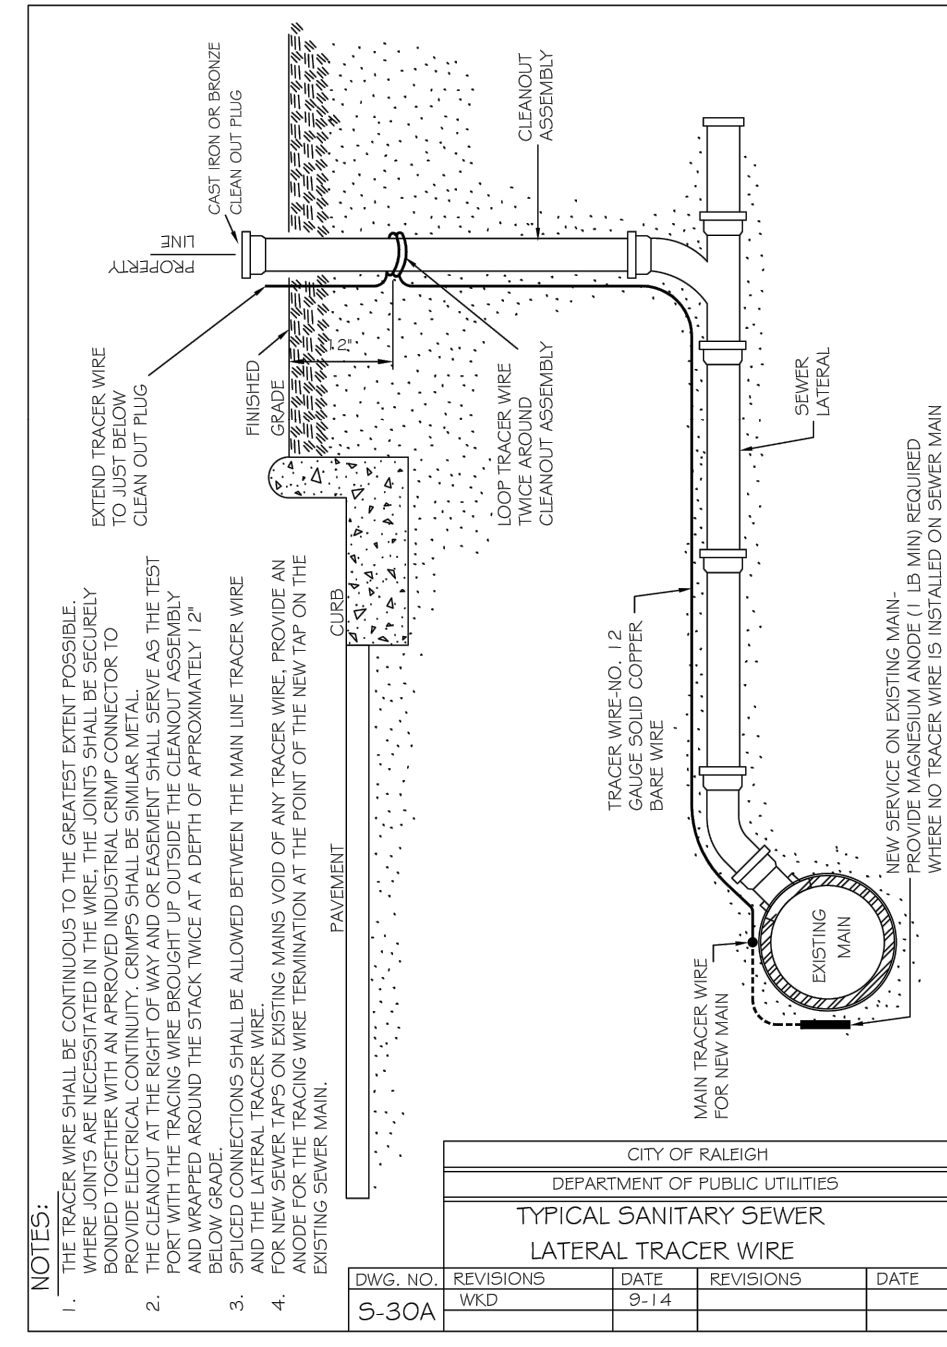 NOTES:
1. THE TRACER WIRE SHALL BE CONTINUOUS TO THE GREATEST EXTENT POSSIBLE.
WHERE JOINTS ARE NECESSITATED IN THE WIRE, THE JOINTS SHALL BE SECURELY
BONDED TOGETHER WITH AN APPROVED INDUSTRIAL CRIMP CONNECTOR TO
PROVIDE ELECTRICAL CONTINUITY. CRIMPS SHALL BE SIMILAR METAL.
2. THE CLEANOUT AT THE RIGHT OF WAY AND OR EASEMENT SHALL SERVE AS THE TEST
PORT WITH THE TRACING WIRE BROUGHT UP OUTSIDE THE CLEANOUT ASSEMBLY
AND WRAPPED AROUND THE STACK TWICE AT A DEPTH OF APPROXIMATELY 12"
BELOW GRADE.
3. SPLICED CONNECTIONS SHALL BE ALLOWED BETWEEN THE MAIN LINE TRACER WIRE
AND THE LATERAL TRACER WIRE.
4. FOR NEW SEWER TAPS ON EXISTING MAINS VOID OF ANY TRACER WIRE, PROVIDE AN
ANODE FOR THE TRACING WIRE TERMINATION AT THE POINT OF THE NEW TAP ON THE
EXISTING SEWER MAIN.
EXTEND TRACER WIRE
TO JUST BELOW
CLEAN OUT PLUG
PROPERTY
LINE
CAST IRON OR BRONZE
CLEAN OUT PLUG
FINISHED
GRADE
12"
CURB
PAVEMENT
LOOP TRACER WIRE
TWICE AROUND
CLEANOUT ASSEMBLY
CLEANOUT
ASSEMBLY
TRACER WIRE-NO. 12
GAUGE SOLID COPPER
BARE WIRE
SEWER
LATERAL
MAIN TRACER WIRE
FOR NEW MAIN
EXISTING
MAIN
NEW SERVICE ON EXISTING MAIN-
PROVIDE MAGNESIUM ANODE (1 LB MIN) REQUIRED
WHERE NO TRACER WIRE IS INSTALLED ON SEWER MAIN
CITY OF RALEIGH
DEPARTMENT OF PUBLIC UTILITIES
TYPICAL SANITARY SEWER
LATERAL TRACER WIRE
DWG. NO. REVISIONS DATE REVISIONS DATE
S-30A WKD 9-14